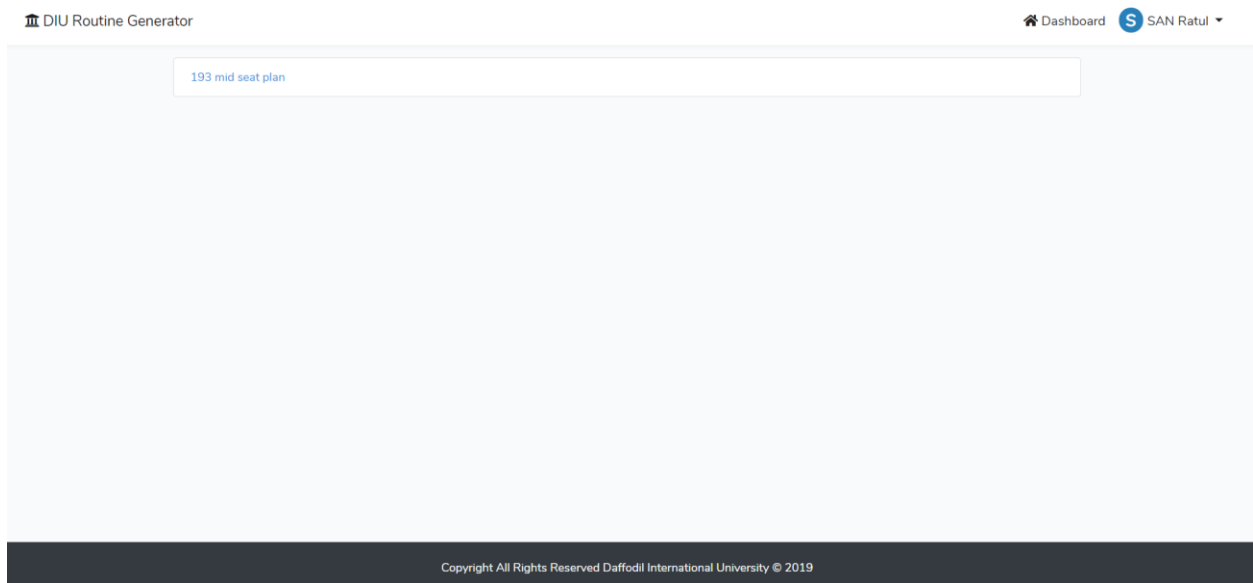 DIU Routine Generator
Dashboard S SAN Ratul
193 mid seat plan
Copyright All Rights Reserved Daffodil International University © 2019